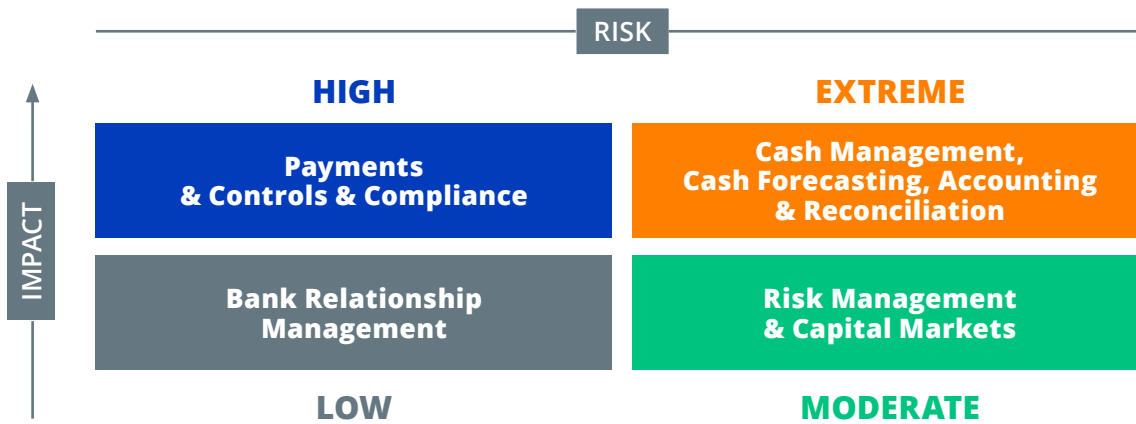 RISK
HIGH
EXTREME
IMPACT
Payments
& Controls & Compliance
Cash Management,
Cash Forecasting, Accounting
& Reconciliation
Bank Relationship
Management
Risk Management
& Capital Markets
LOW
MODERATE